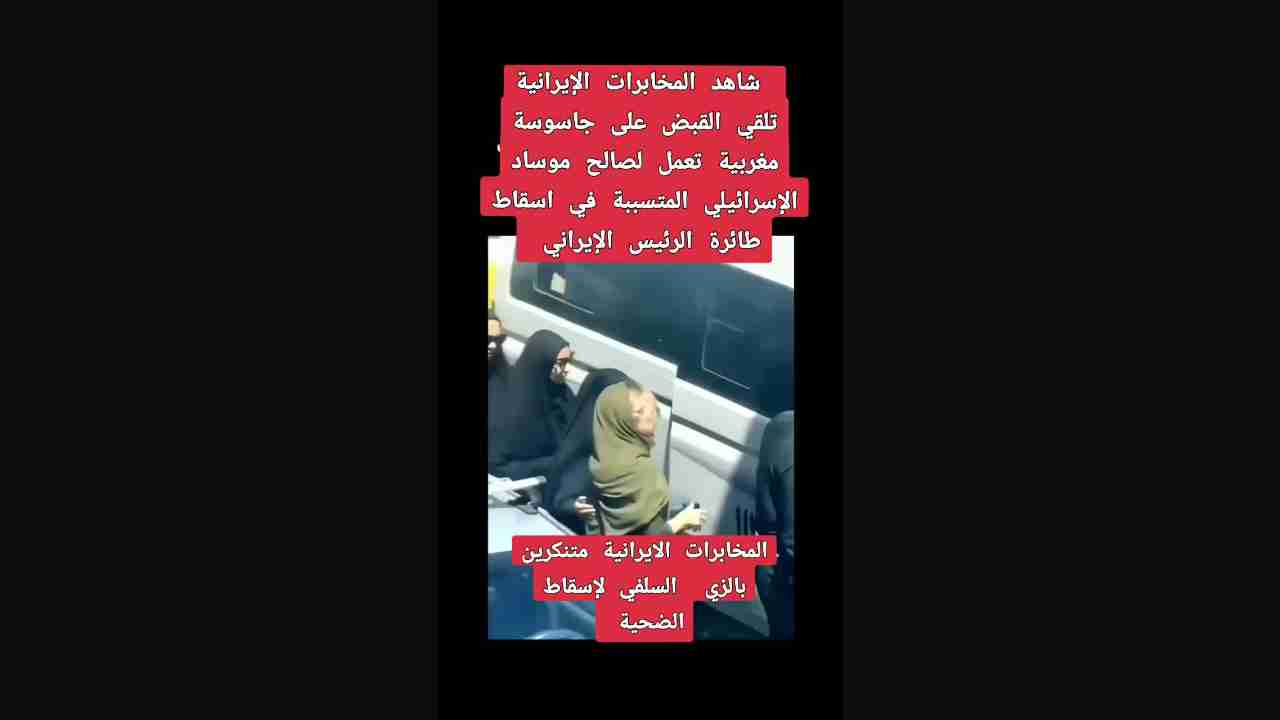 شاهد المخابرات الإيرانية
تلقي القبض على جاسوسة
مغربية تعمل لصالح موساد
الإسرائيلي المتسببة في اسقاط
طائرة الرئيس الإيراني
المخابرات الايرانية متنكرين
بالزي السلفي لإسقاط
الضحية